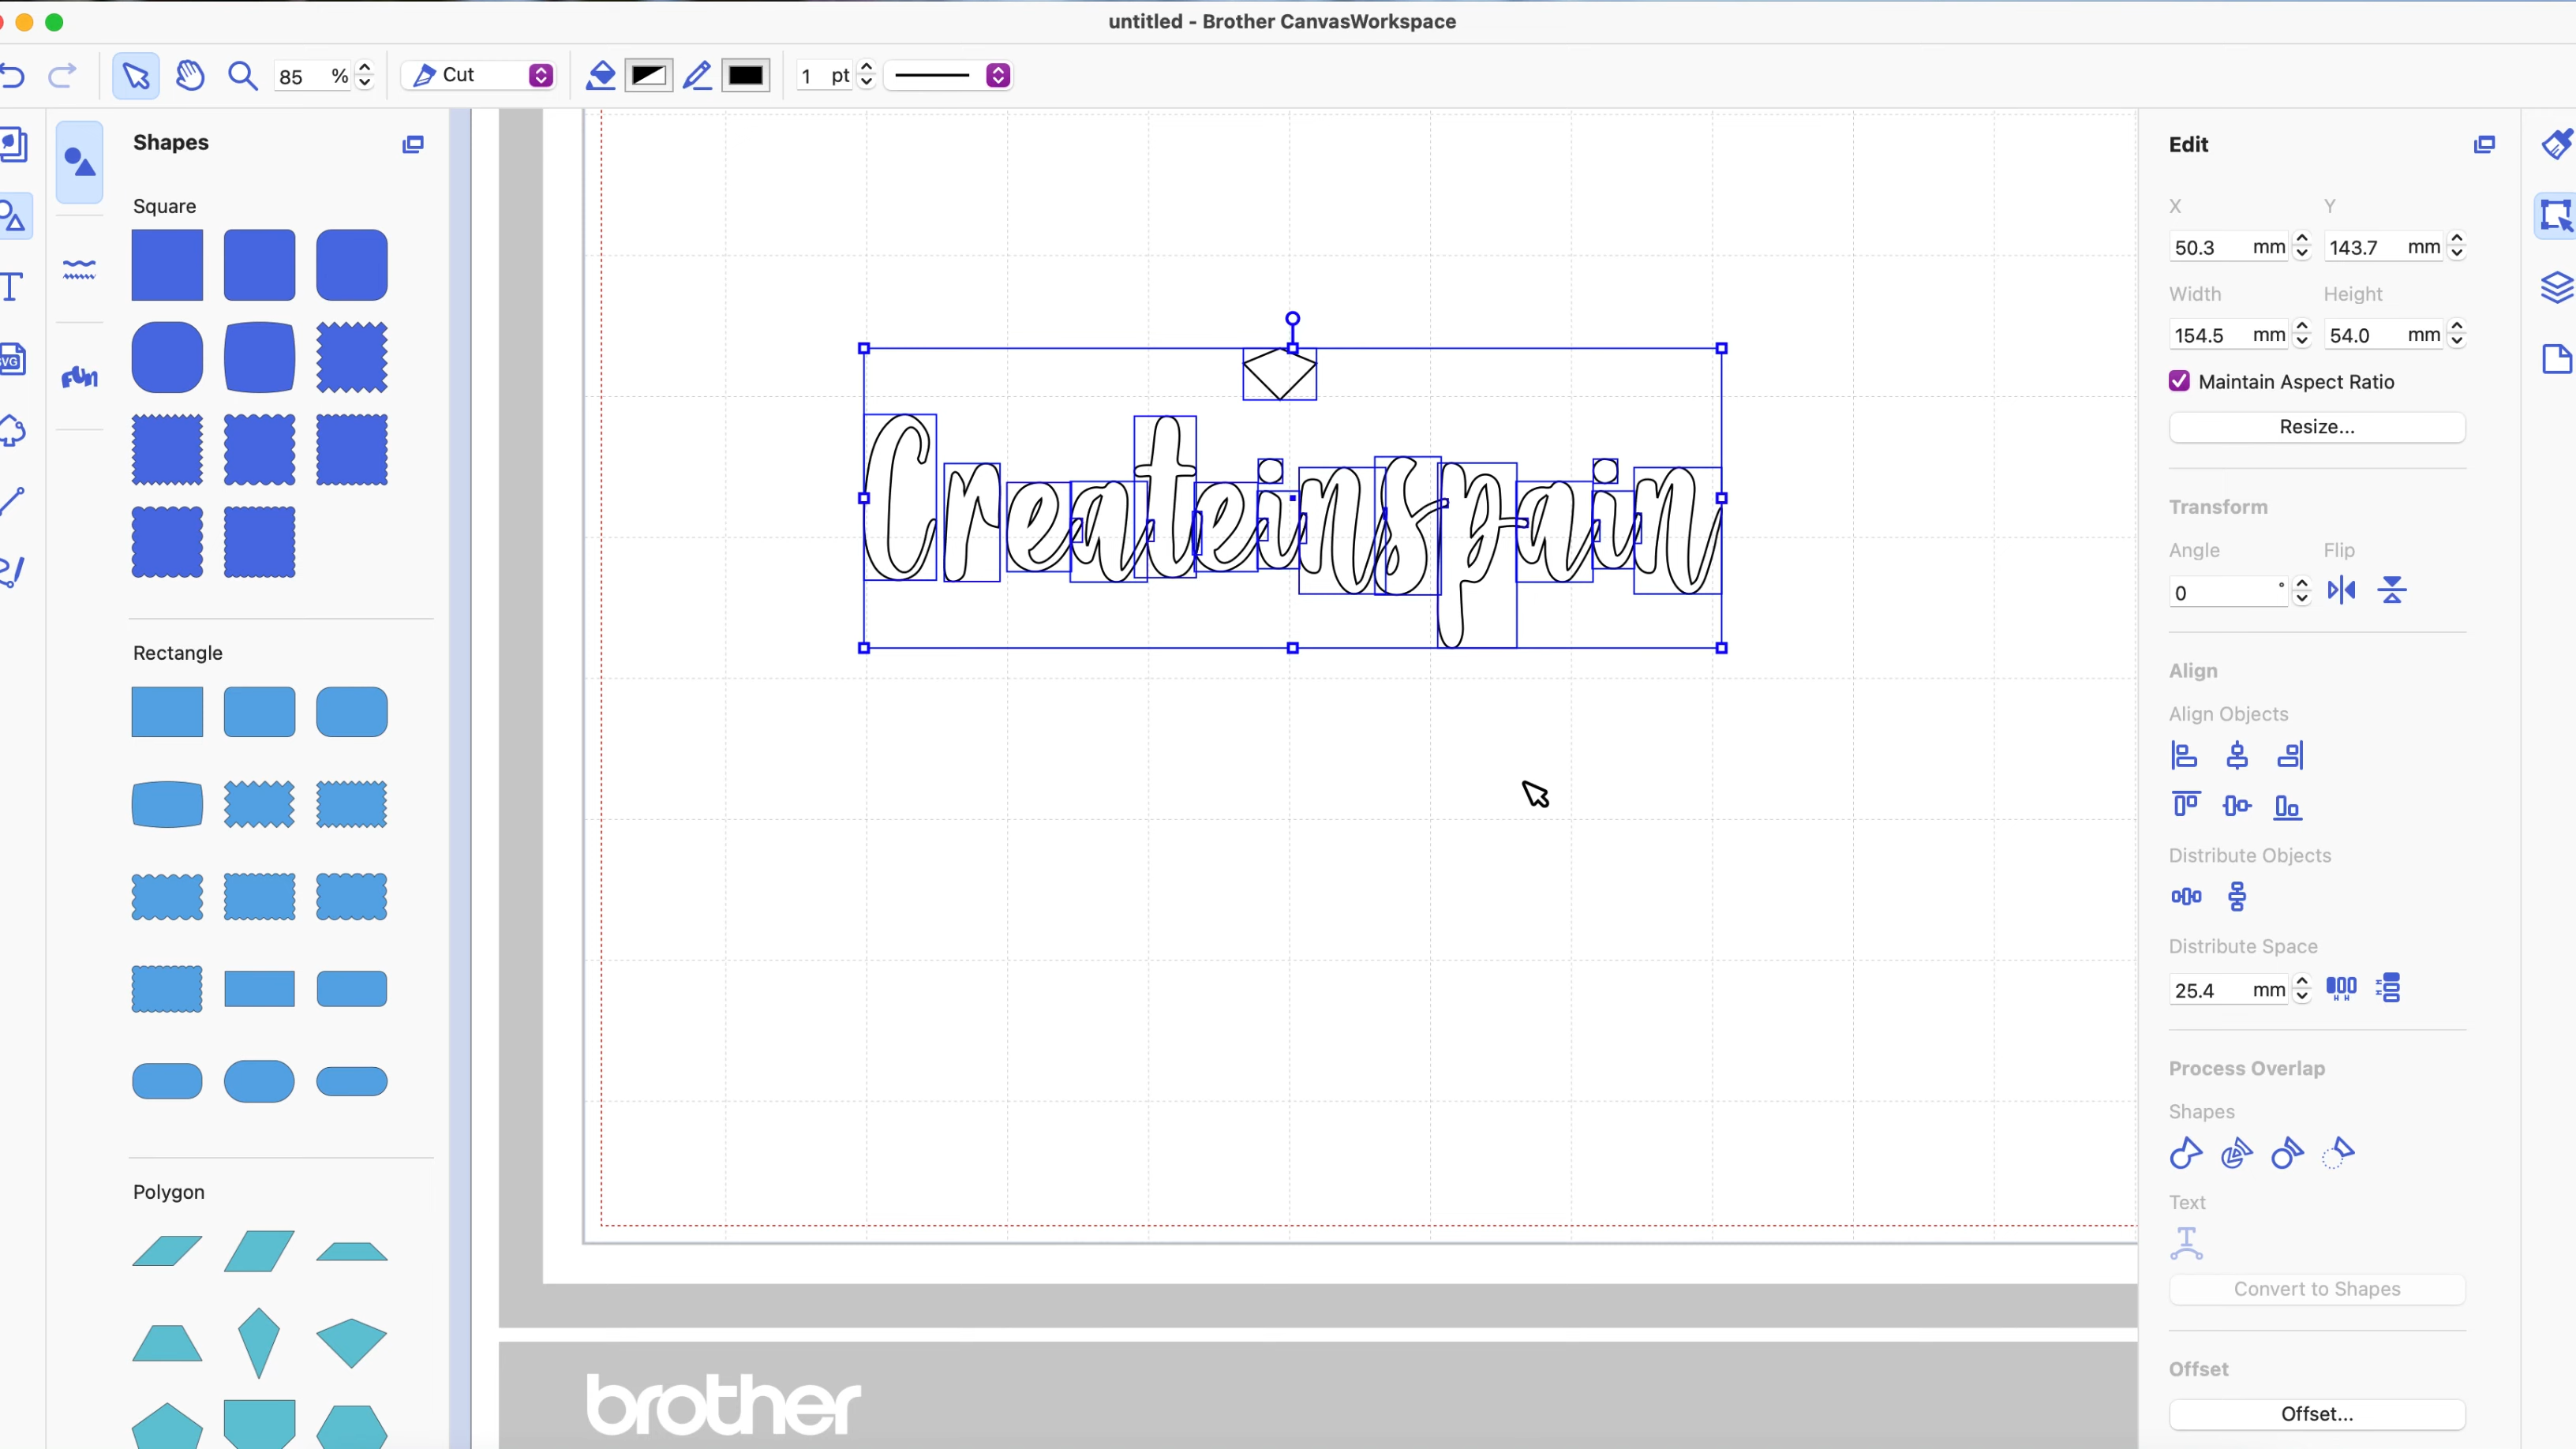 untitled - Brother CanvasWorkspace
85 %
Cut
1 pt
Shapes
Square
Rectangle
Polygon
SVG
FUN
Createinspain
brother
Edit
X Y
50.3 mm 143.7 mm
Width Height
154.5 mm 54.0 mm
Maintain Aspect Ratio
Resize...
Transform
Angle Flip
0 °
Align
Align Objects
Distribute Objects
Distribute Space
25.4 mm
Process Overlap
Shapes
Text
Convert to Shapes
Offset
Offset...